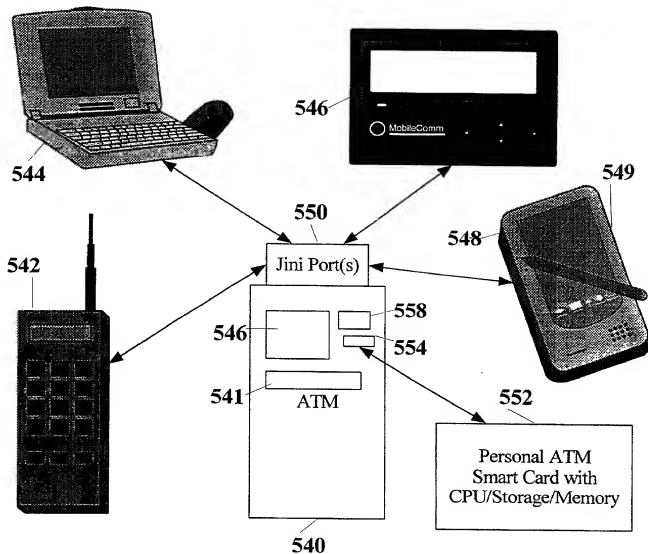 546
MobileComm
544
549
548
550
542
Jini Port(s)
558
546
554
541
ATM
552
Personal ATM
Smart Card with
CPU/Storage/Memory
540